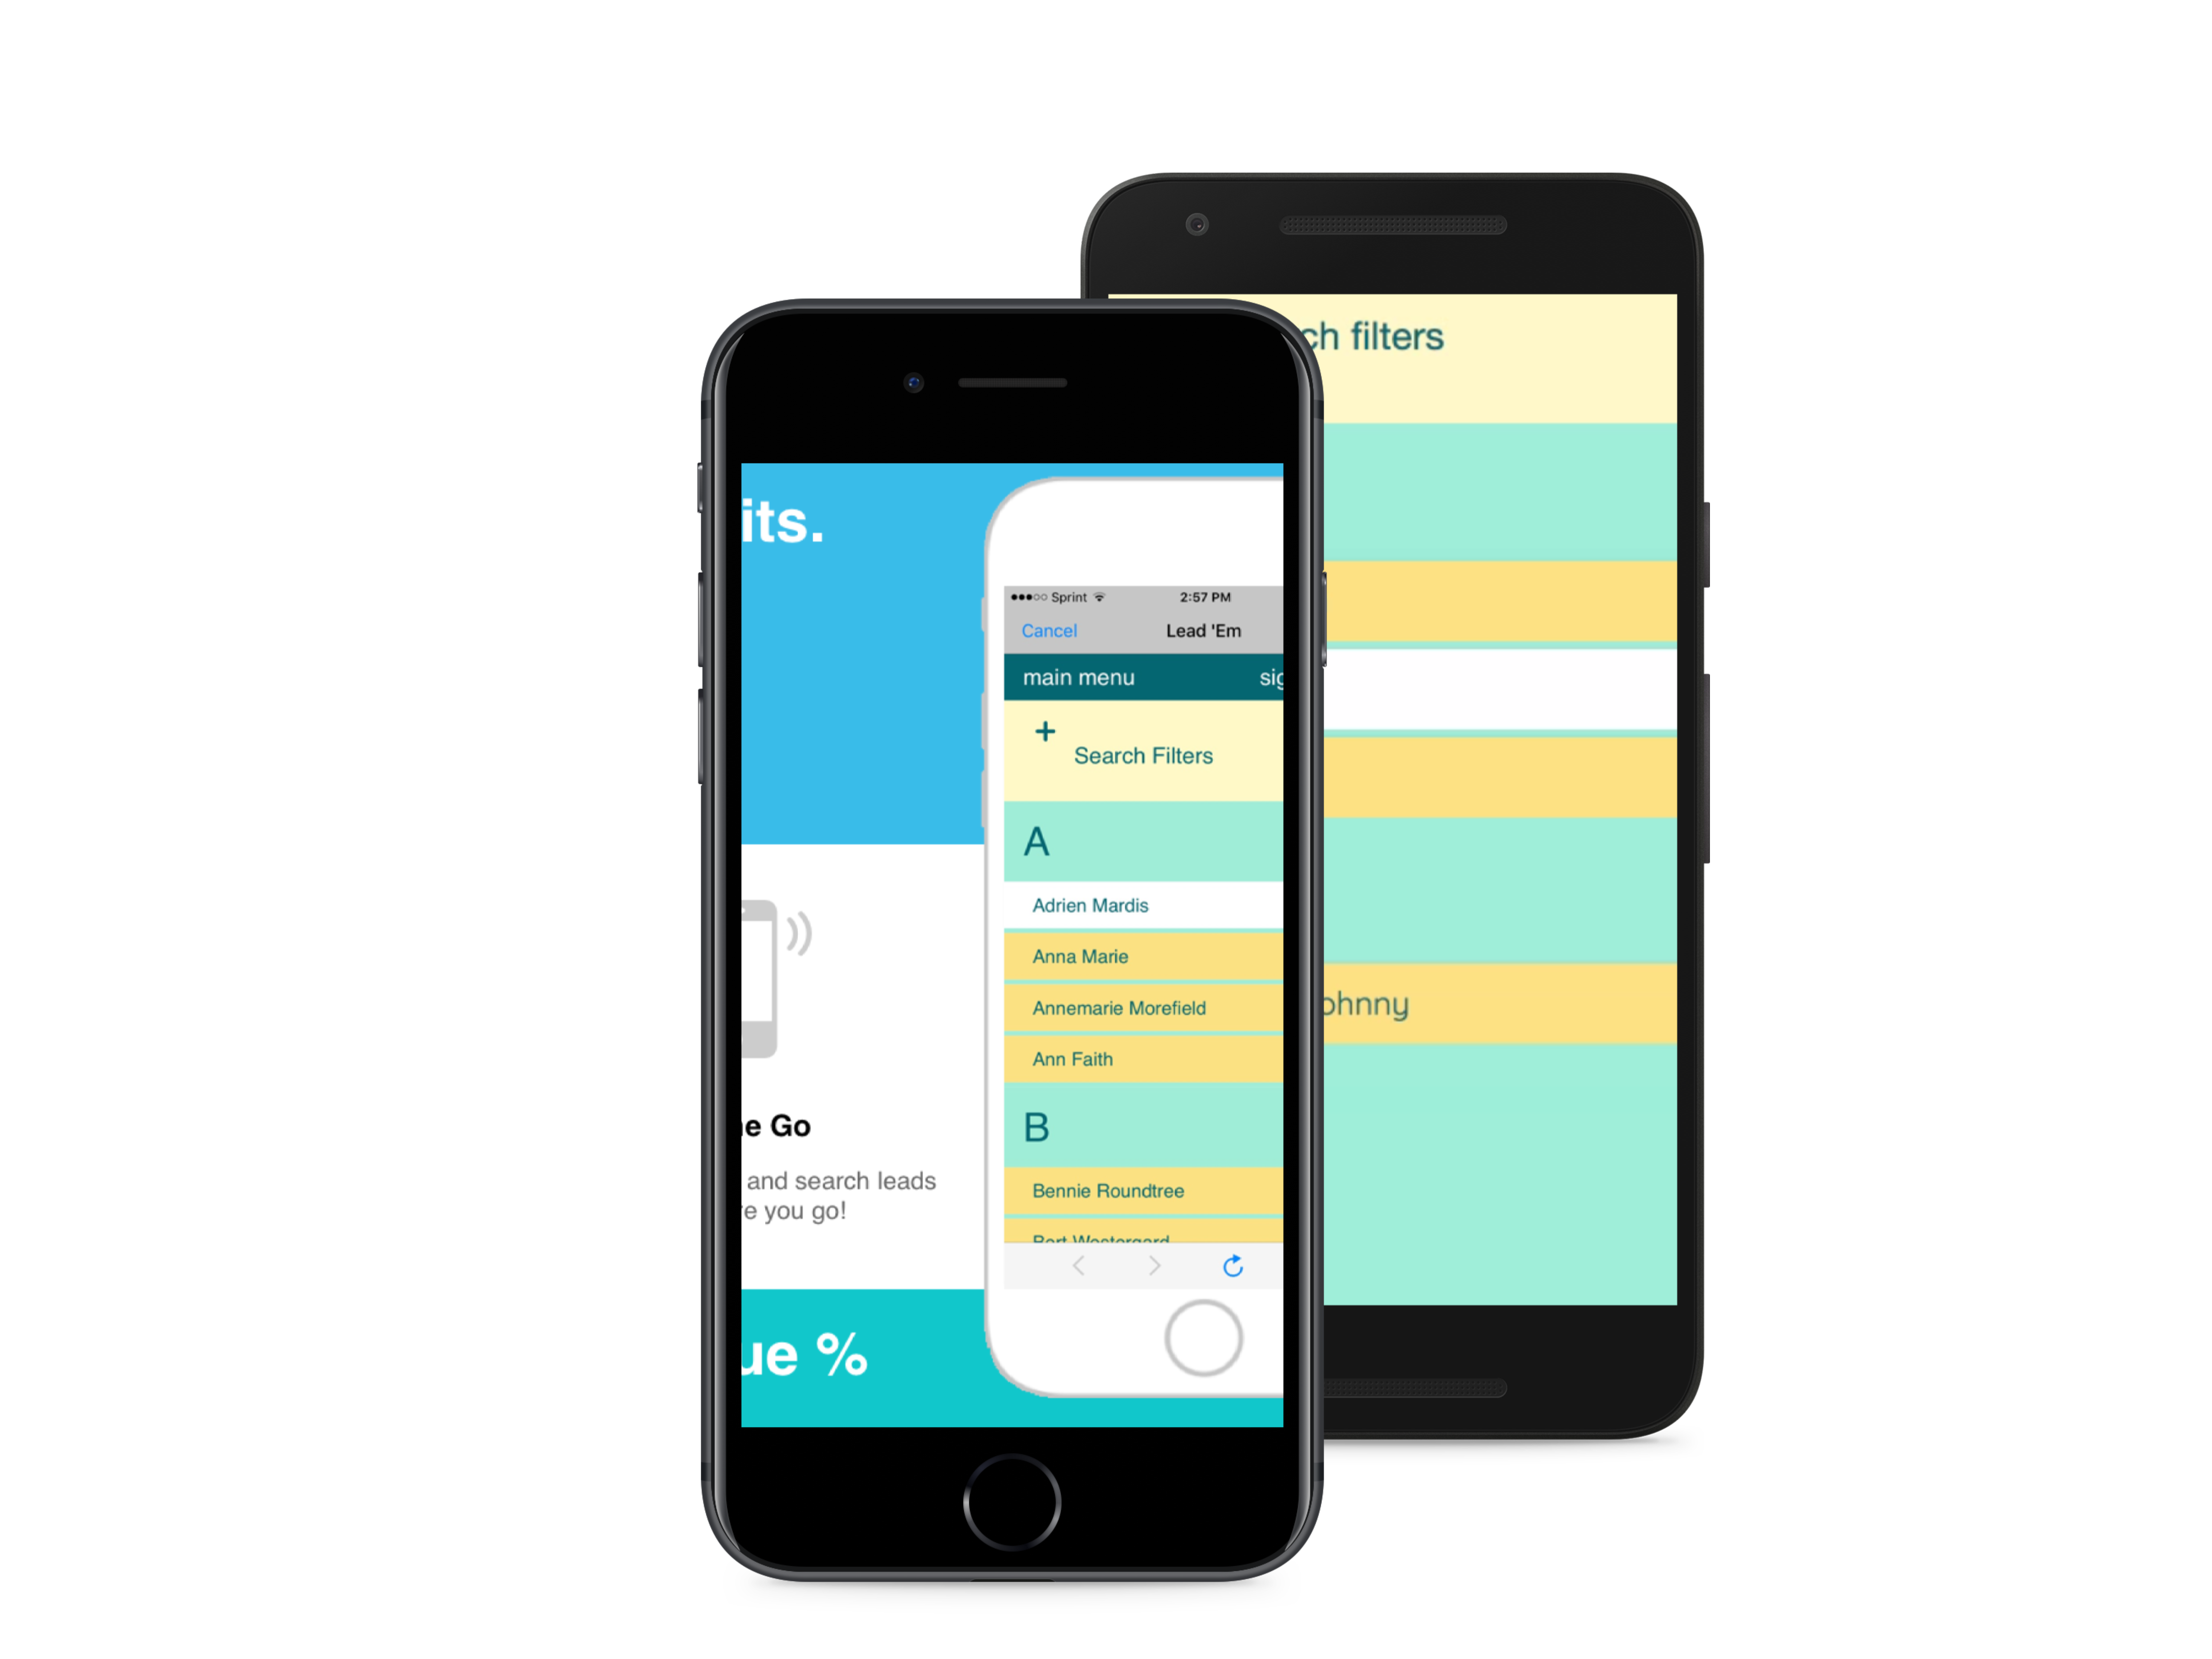 ch filters
ohnny
its.
Sprint 2:57 PM
Cancel Lead 'Em
main menu sig
+
Search Filters
A
Adrien Mardis
Anna Marie
Annemarie Morefield
Ann Faith
B
Bennie Roundtree
e Go
and search leads
e you go!
ue %